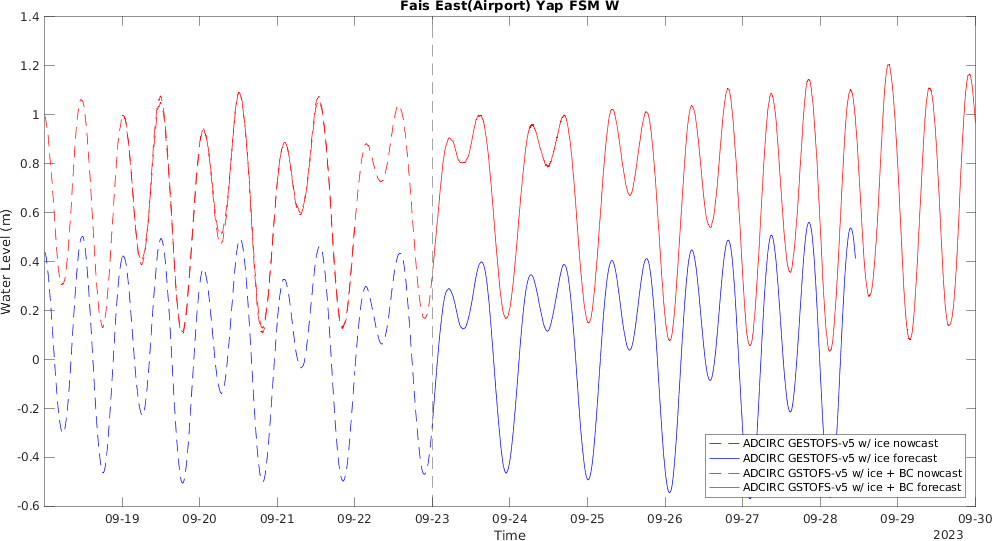 Fais East(Airport) Yap FSM W
Water Level (m)
1.4
1.2
1
0.8
0.6
0.4
0.2
0
-0.2
-0.4
-0.6
ADCIRC GESTOFS-v5 w/ ice nowcast
ADCIRC GESTOFS-v5 w/ ice forecast
ADCIRC GSTOFS-v5 w/ ice + BC nowcast
ADCIRC GSTOFS-v5 w/ ice + BC forecast
09-19 09-20 09-21 09-22 09-23 09-24 09-25 09-26 09-27 09-28 09-29 09-30
Time
2023